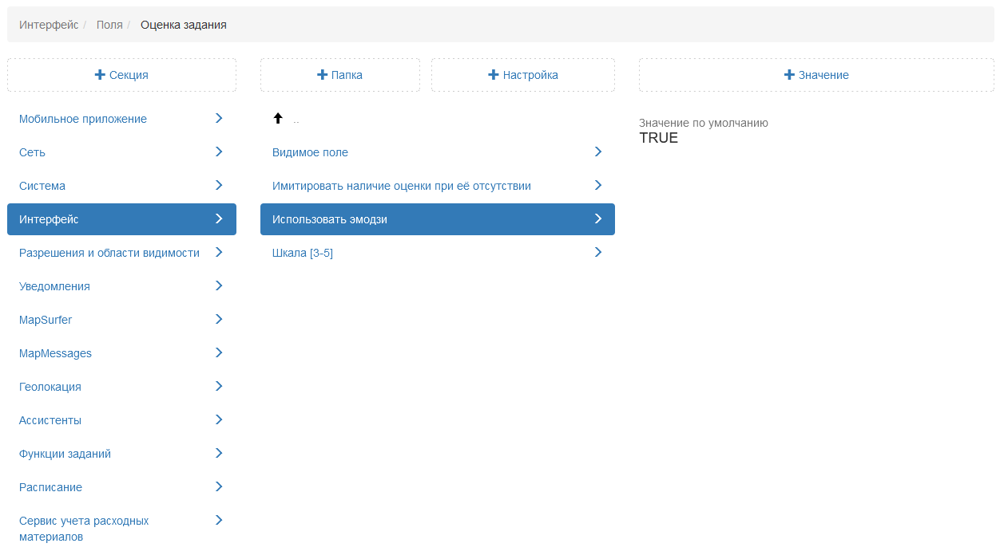 Интерфейс / Поля / Оценка задания
Секция
Папка
Настройка
Значение
Мобильное приложение
Сеть
Система
Интерфейс
Разрешения и области видимости
Уведомления
MapSurfer
MapMessages
Геолокация
Ассистенты
Функции заданий
Расписание
Сервис учета расходных
материалов
..
Видимое поле
Имитировать наличие оценки при её отсутствии
Использовать эмодзи
Шкала [3-5]
Значение по умолчанию
TRUE